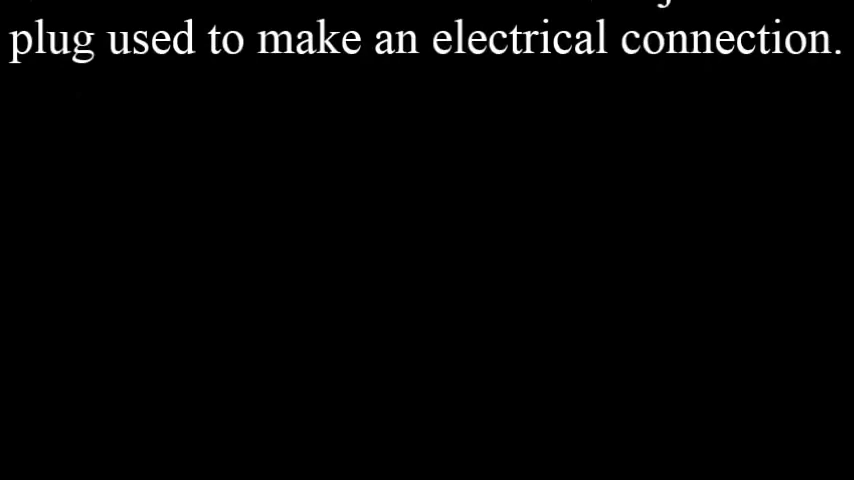 plug used to make an electrical connection.